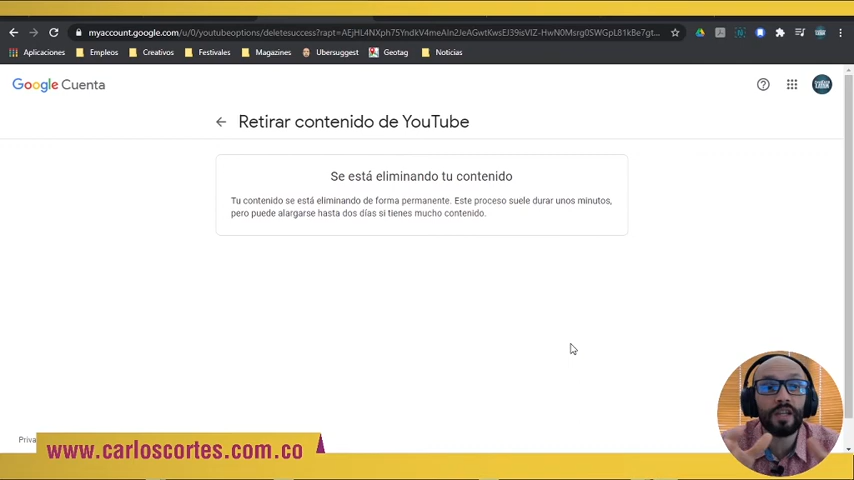 myaccount.google.com/u/0/youtubeoptions/deletesuccess?rapt=AEjHL4NXph75YndkV4meAln2JeAGwtKwsEJ39isVlZ-HwN0Msrg0SWGpL81kBe7gt...
Aplicaciones Empleos Creativos Festivales Magazines Ubersuggest Geotag Noticias
Google Cuenta
Retirar contenido de YouTube
Se está eliminando tu contenido
Tu contenido se está eliminando de forma permanente. Este proceso suele durar unos minutos,
pero puede alargarse hasta dos días si tienes mucho contenido.
Priva
www.carloscortes.com.co